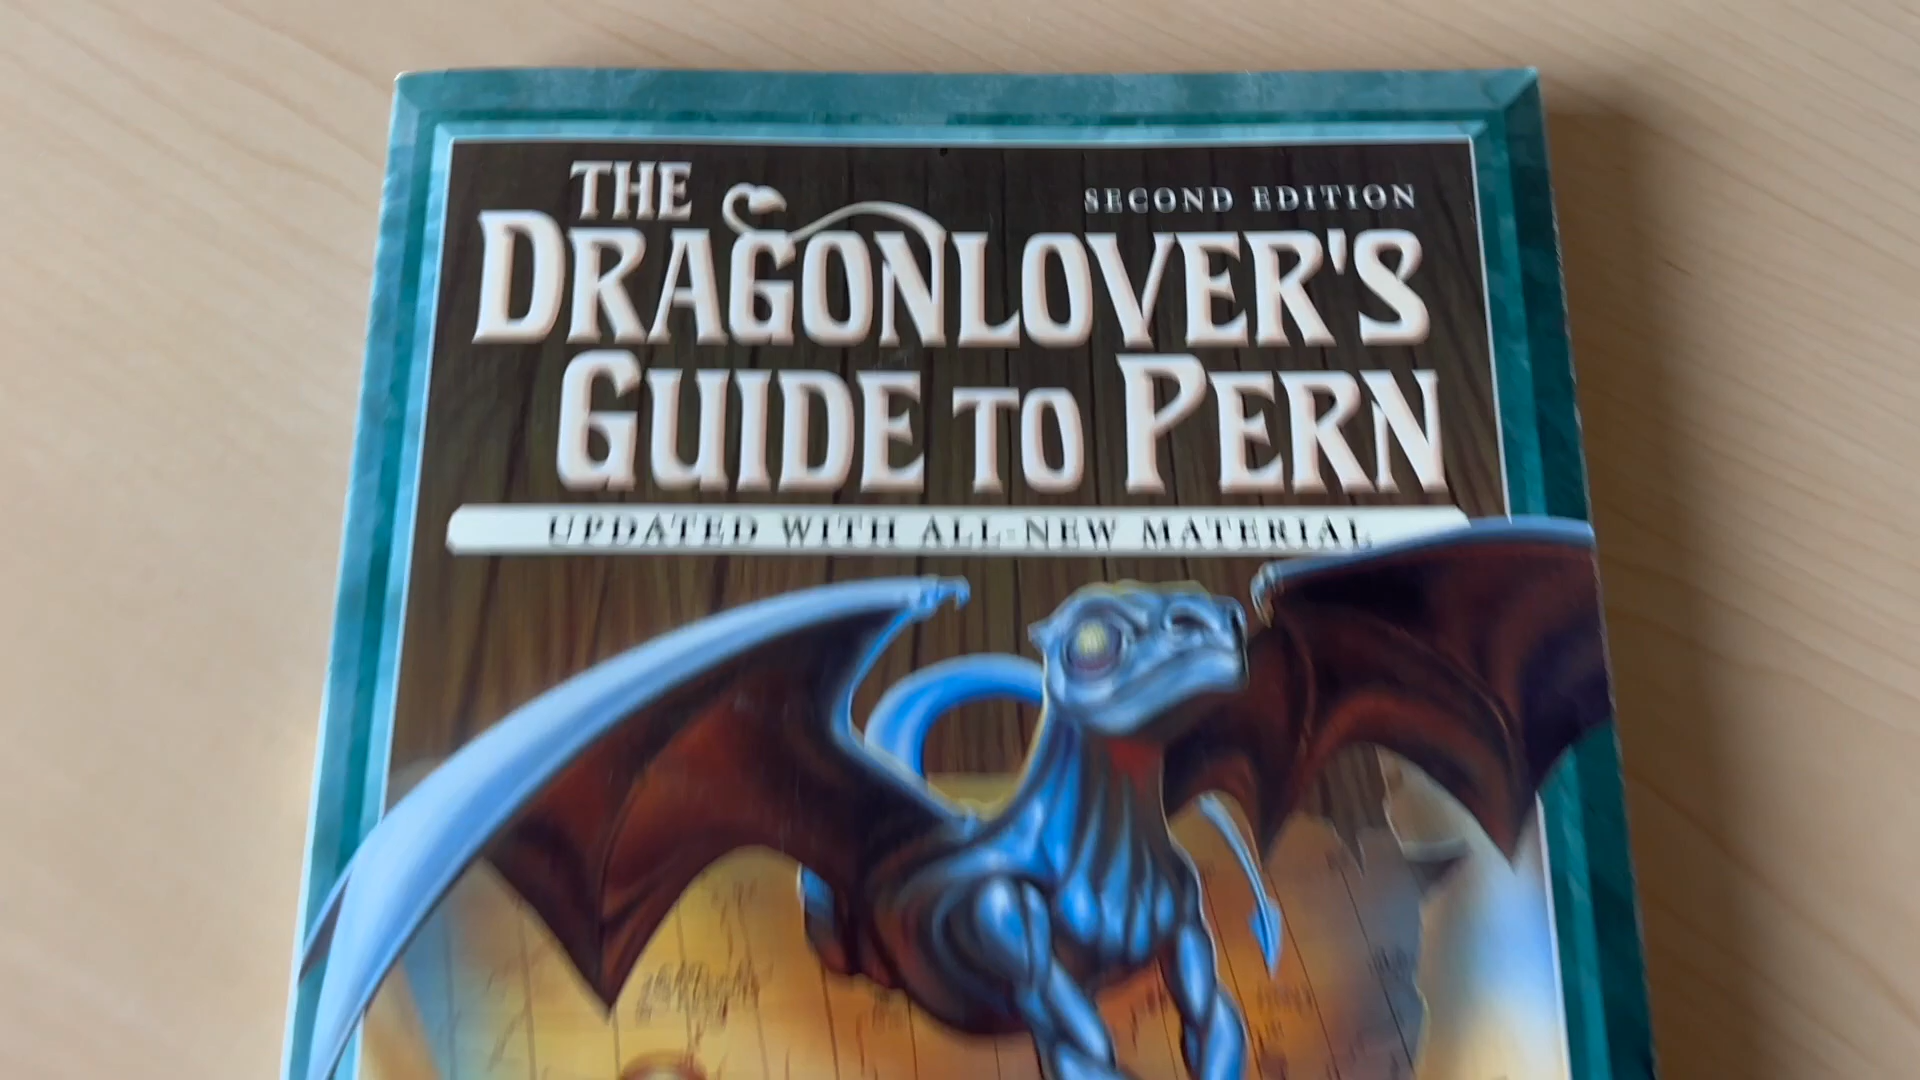 THE
SECOND EDITION
DRAGONLOVER'S
GUIDE TO PERN
UPDATED WITH ALL-NEW MATERIAL